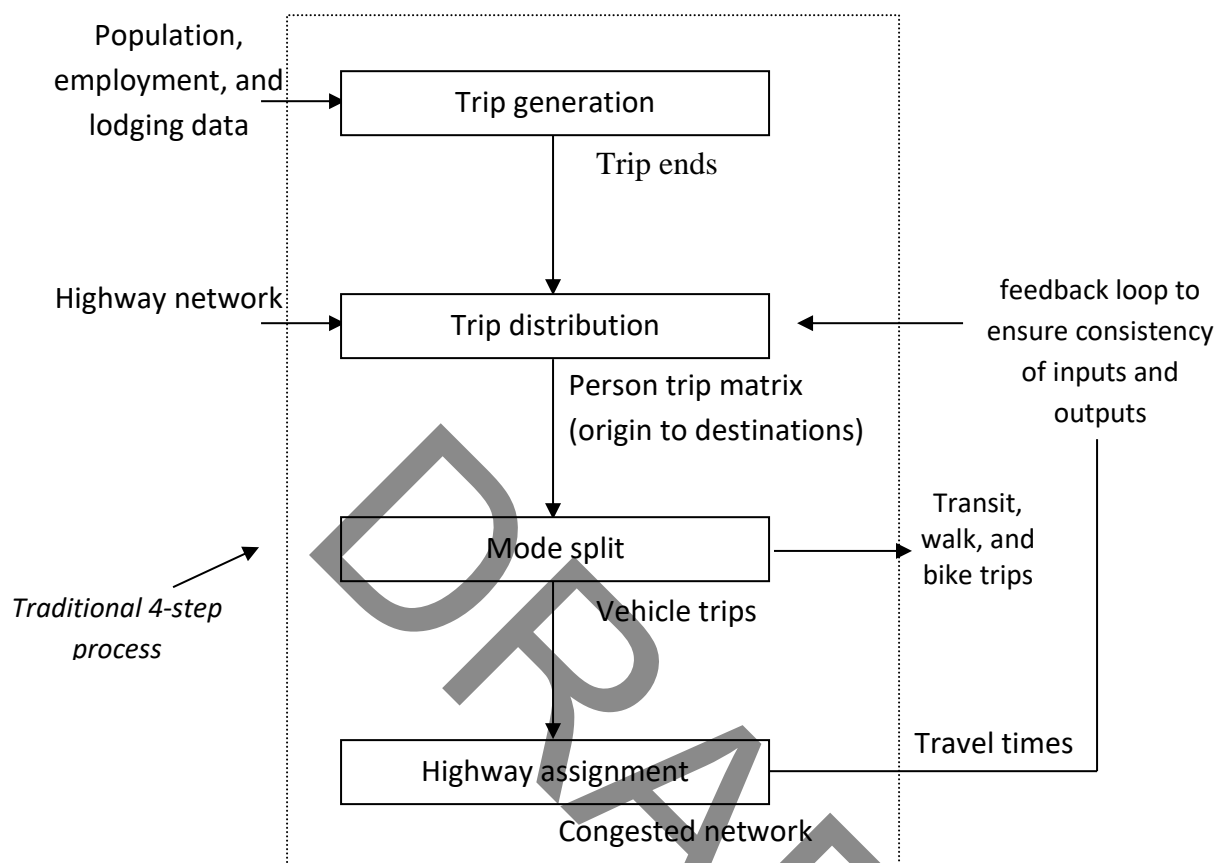 Population,
employment, and
lodging data
Trip generation
Trip ends
Highway network
Trip distribution
feedback loop to
ensure consistency
of inputs and
outputs
Person trip matrix
(origin to destinations)
Mode split
Transit,
walk, and
bike trips
Traditional 4-step
process
Vehicle trips
Highway assignment
Travel times
Congested network
DRA